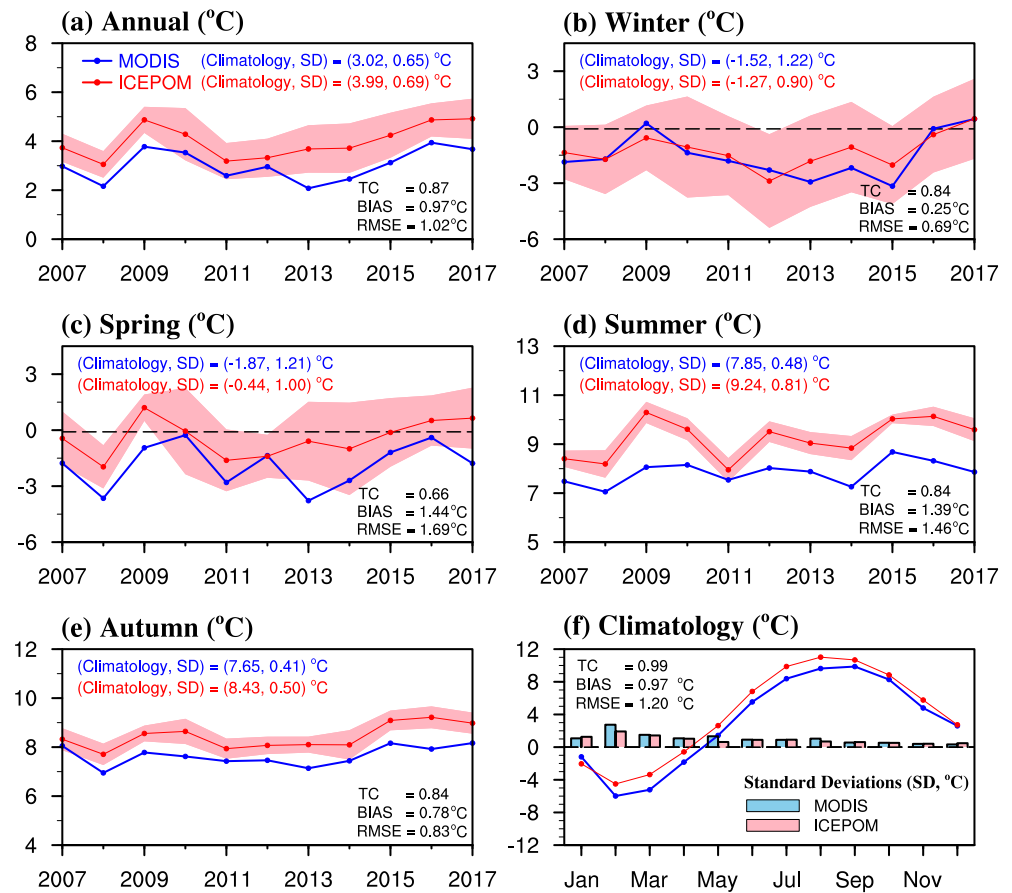 (a) Annual (°C)
8
6
4
2
0
MODIS (Climatology, SD) = (3.02, 0.65) °C
ICEPOM (Climatology, SD) = (3.99, 0.69) °C
TC = 0.87
BIAS = 0.97°C
RMSE = 1.02°C
2007 2009 2011 2013 2015 2017
(b) Winter (°C)
3
0
-3
-6
(Climatology, SD) = (-1.52, 1.22) °C
(Climatology, SD) = (-1.27, 0.90) °C
TC = 0.84
BIAS = 0.25°C
RMSE = 0.69°C
2007 2009 2011 2013 2015 2017
(c) Spring (°C)
3
0
-3
-6
(Climatology, SD) = (-1.87, 1.21) °C
(Climatology, SD) = (-0.44, 1.00) °C
TC = 0.66
BIAS = 1.44°C
RMSE = 1.69°C
2007 2009 2011 2013 2015 2017
(d) Summer (°C)
13
11
9
7
5
(Climatology, SD) = (7.85, 0.48) °C
(Climatology, SD) = (9.24, 0.81) °C
TC = 0.84
BIAS = 1.39°C
RMSE = 1.46°C
2007 2009 2011 2013 2015 2017
(e) Autumn (°C)
12
10
8
6
4
(Climatology, SD) = (7.65, 0.41) °C
(Climatology, SD) = (8.43, 0.50) °C
TC = 0.84
BIAS = 0.78°C
RMSE = 0.83°C
2007 2009 2011 2013 2015 2017
(f) Climatology (°C)
12
8
4
0
-4
-8
-12
TC = 0.99
BIAS = 0.97 °C
RMSE = 1.20 °C
Standard Deviations (SD, °C)
MODIS
ICEPOM
Jan Mar May Jul Sep Nov